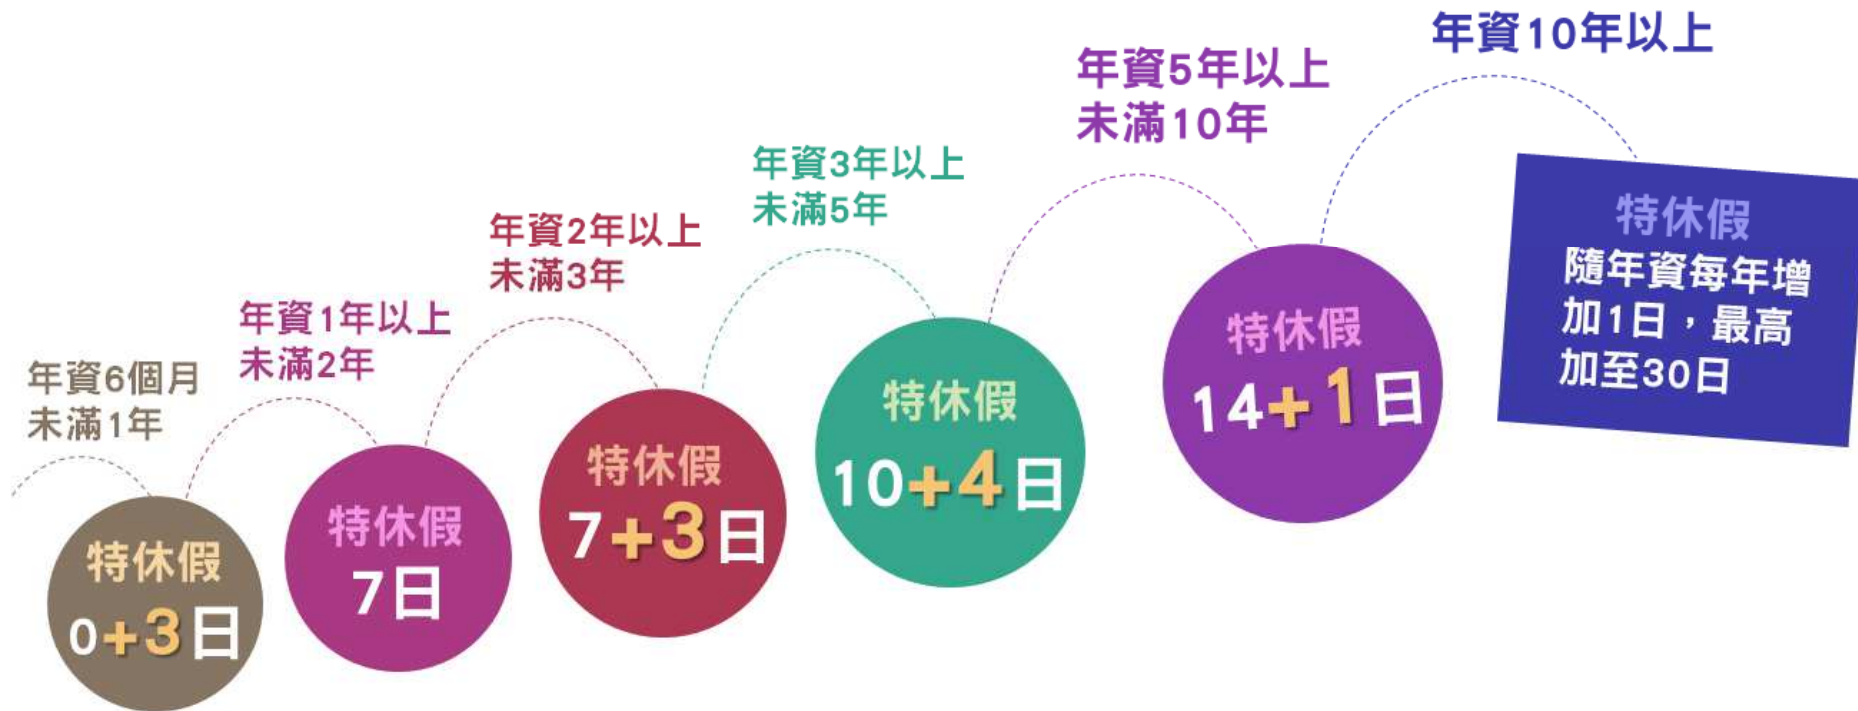 年資6個月
未滿1年
特休假
0+3日
年資1年以上
未滿2年
特休假
7日
年資2年以上
未滿3年
特休假
7+3日
年資3年以上
未滿5年
特休假
10+4日
年資5年以上
未滿10年
特休假
14+1日
年資10年以上
特休假
隨年資每年增
加1日，最高
加至30日